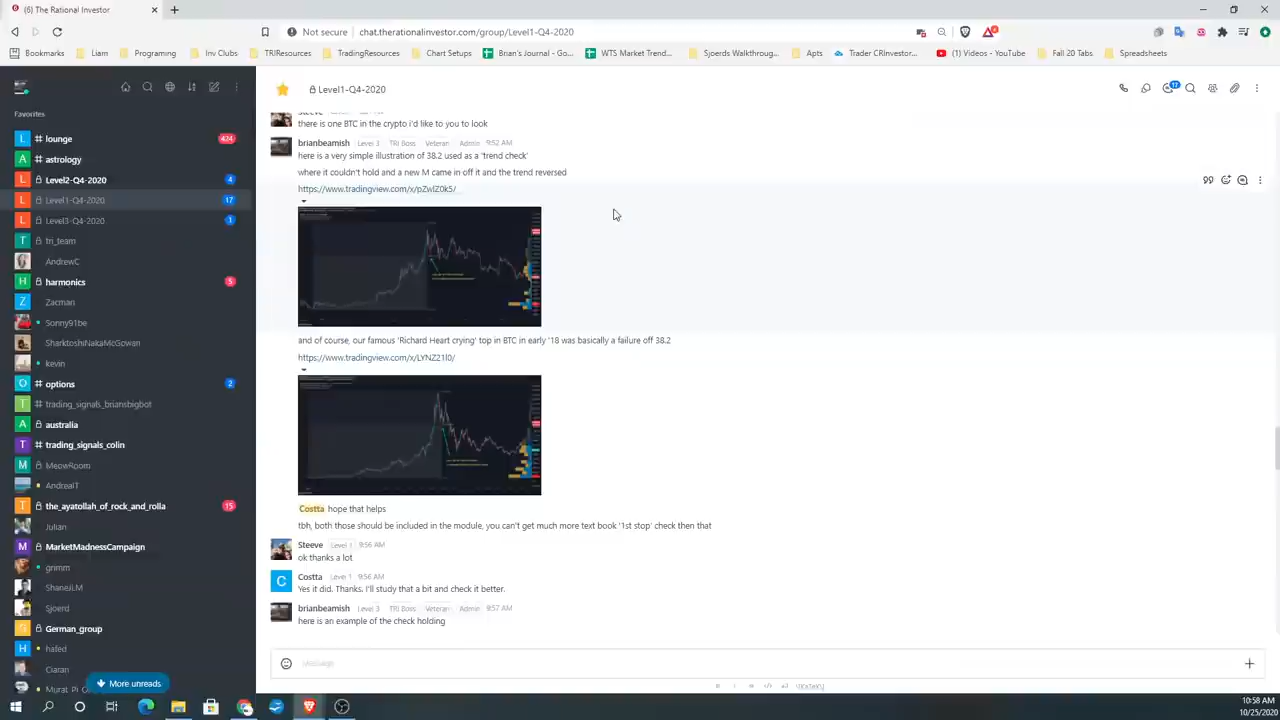 (1) The Rational Investor
Not secure
chat.therationalinvestor.com/group/Level1-Q4-2020
Bookmarks
Liam
Programing
Inv Clubs
TRIResources
TradingResources
Chart Setups
Brian's Journal - Go...
WTS Market Trend...
Sjoerds Walkthroug...
Apts
Trader CRInvestor...
(1) Videos - YouTube
Fall 20 Tabs
Spreadsheets
Favorites
lounge 424
astrology
Level2-Q4-2020 4
Level1-Q4-2020 17
Level3-Q4-2020 1
tri_team
AndrewC
harmonics 5
Zacman
Sonny91be
SharktoshiNakaMcGowan
kevin
options 2
trading_signals_briansbigbot
australia
trading_signals_colin
MeowRoom
AndreaIT
the_ayatollah_of_rock_and_rolla 15
Julian
MarketMadnessCampaign
grimm
ShaneJLM
Sjoerd
German_group
hafed
Ciaran
More unreads
Level1-Q4-2020
17
Steeve
there is one BTC in the crypto i'd like to you to look
brianbeamish Level 3 TRI Boss Veteran Admin 9:52 AM
here is a very simple illustration of 38.2 used as a 'trend check'
where it couldn't hold and a new M came in off it and the trend reversed
https://www.tradingview.com/x/pZwlZ0k5/
and of course, our famous 'Richard Heart crying' top in BTC in early '18 was basically a failure off 38.2
https://www.tradingview.com/x/LYNZ21l0/
Costta hope that helps
tbh, both those should be included in the module, you can't get much more text book '1st stop' check then that
Steeve Level 1 9:56 AM
ok thanks a lot
C
Costta Level 1 9:56 AM
Yes it did. Thanks. I'll study that a bit and check it better.
brianbeamish Level 3 TRI Boss Veteran Admin 9:57 AM
here is an example of the check holding
Message
10:58 AM
10/25/2020